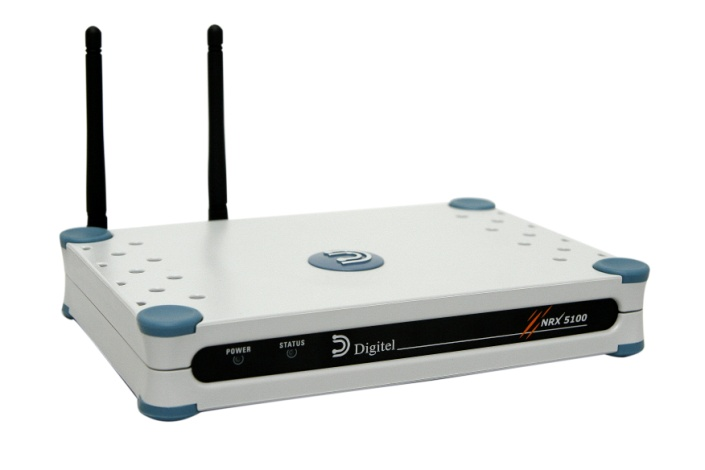 POWER
STATUS
Digitel
NRX 5100